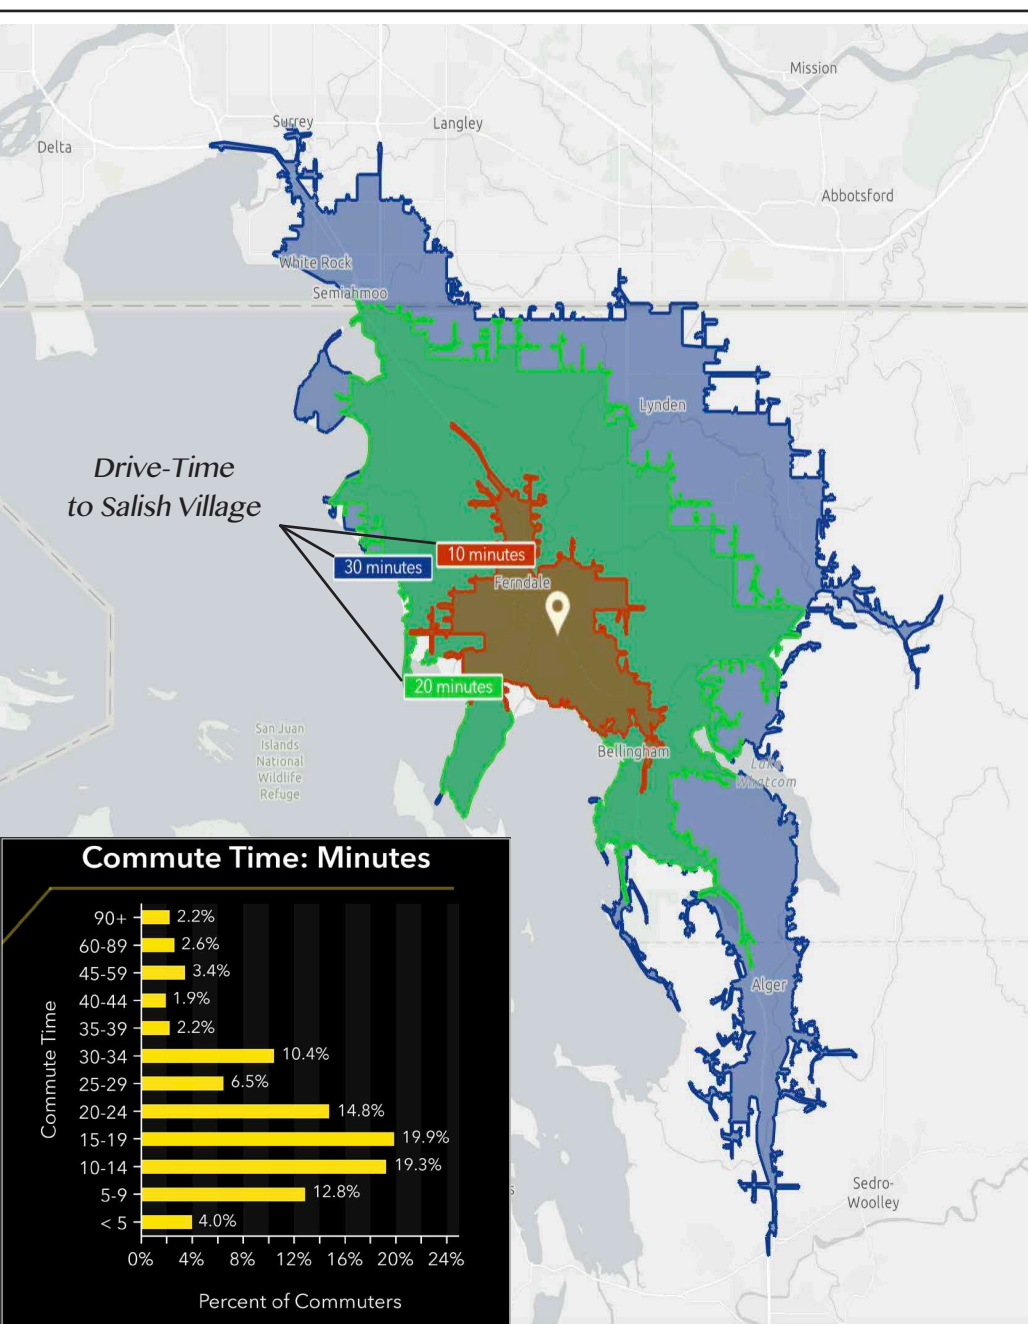 Mission
Surrey
Langley
Delta
Abbotsford
White Rock
Semiahmoo
Lynden
Drive-Time
to Salish Village
10 minutes
30 minutes
Ferndale
20 minutes
San Juan
Islands
National
Wildlife
Refuge
Bellingham
Lake
Whatcom
Alger
Sedro-
Woolley
Commute Time: Minutes
Commute Time
90+ 2.2%
60-89 2.6%
45-59 3.4%
40-44 1.9%
35-39 2.2%
30-34 10.4%
25-29 6.5%
20-24 14.8%
15-19 19.9%
10-14 19.3%
5-9 12.8%
< 5 4.0%
0% 4% 8% 12% 16% 20% 24%
Percent of Commuters